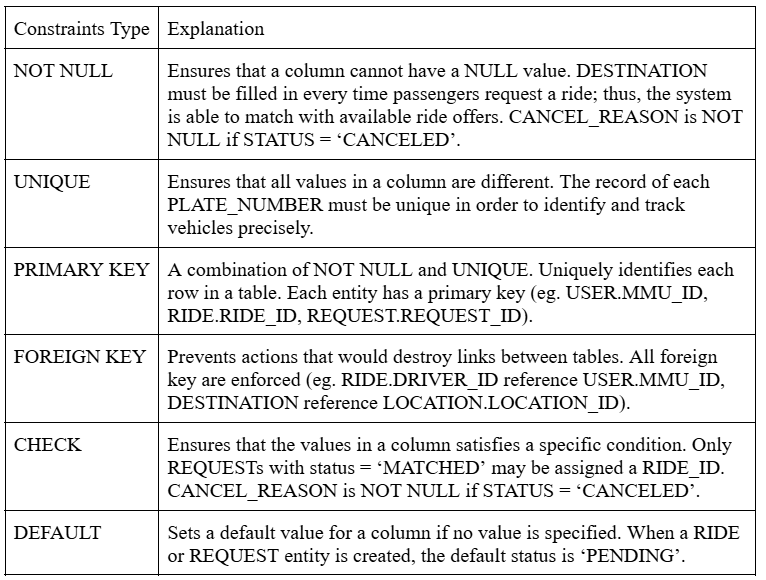 Constraints Type Explanation
NOT NULL Ensures that a column cannot have a NULL value. DESTINATION
must be filled in every time passengers request a ride; thus, the system
is able to match with available ride offers. CANCEL_REASON is NOT
NULL if STATUS = ‘CANCELED’.
UNIQUE Ensures that all values in a column are different. The record of each
PLATE_NUMBER must be unique in order to identify and track
vehicles precisely.
PRIMARY KEY A combination of NOT NULL and UNIQUE. Uniquely identifies each
row in a table. Each entity has a primary key (eg. USER.MMU_ID,
RIDE.RIDE_ID, REQUEST.REQUEST_ID).
FOREIGN KEY Prevents actions that would destroy links between tables. All foreign
key are enforced (eg. RIDE.DRIVER_ID reference USER.MMU_ID,
DESTINATION reference LOCATION.LOCATION_ID).
CHECK Ensures that the values in a column satisfies a specific condition. Only
REQUESTs with status = ‘MATCHED’ may be assigned a RIDE_ID.
CANCEL_REASON is NOT NULL if STATUS = ‘CANCELED’.
DEFAULT Sets a default value for a column if no value is specified. When a RIDE
or REQUEST entity is created, the default status is ‘PENDING’.